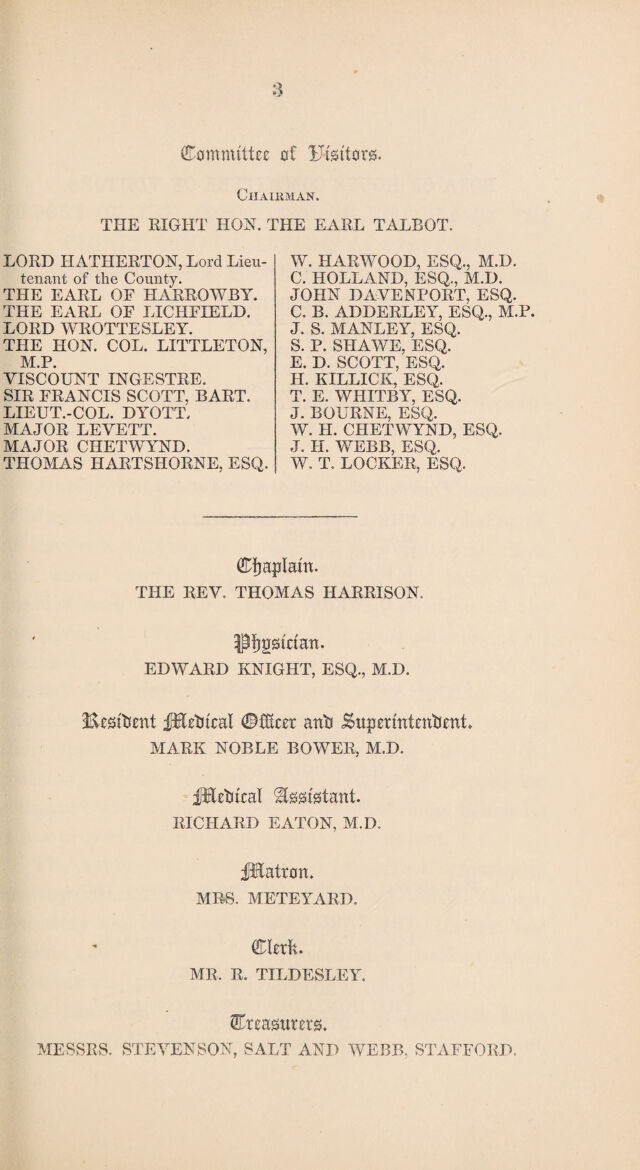 3
Committee of Visitors.
CHAIRMAN.
THE RIGHT HON. THE EARL TALBOT.
LORD HATHERTON, Lord Lieu-
tenant of the County.
THE EARL OF HARROWBY.
THE EARL OF LICHFIELD.
LORD WROTTESLEY.
THE HON. COL. LITTLETON,
M.P.
VISCOUNT INGESTRE.
SIR FRANCIS SCOTT, BART.
LIEUT.-COL. DYOTT.
MAJOR LEVETT.
MAJOR CHETWYND.
THOMAS HARTSHORNE, ESQ.
W. HARWOOD, ESQ., M.D.
C. HOLLAND, ESQ., M.D.
JOHN DAVENPORT, ESQ.
C. B. ADDERLEY, ESQ., M.P.
J. S. MANLEY, ESQ.
S. P. SHAWE, ESQ.
E. D. SCOTT, ESQ.
H. KILLICK, ESQ.
T. E. WHITBY, ESQ.
J. BOURNE, ESQ.
W. H. CHETWYND, ESQ.
J. H. WEBB, ESQ.
W. T. LOCKER, ESQ.
Chaplain.
THE REV. THOMAS HARRISON.
Physician.
EDWARD KNIGHT, ESQ., M.D.
Resident Medical Officer and Superintendent.
MARK NOBLE BOWER, M.D.
Medical Assistant.
RICHARD EATON, M.D.
Matron.
MRS. METEYARD.
Clerk.
MR. R. TILDESLEY.
Treasurers.
MESSRS. STEVENSON, SALT AND WEBB, STAFFORD.